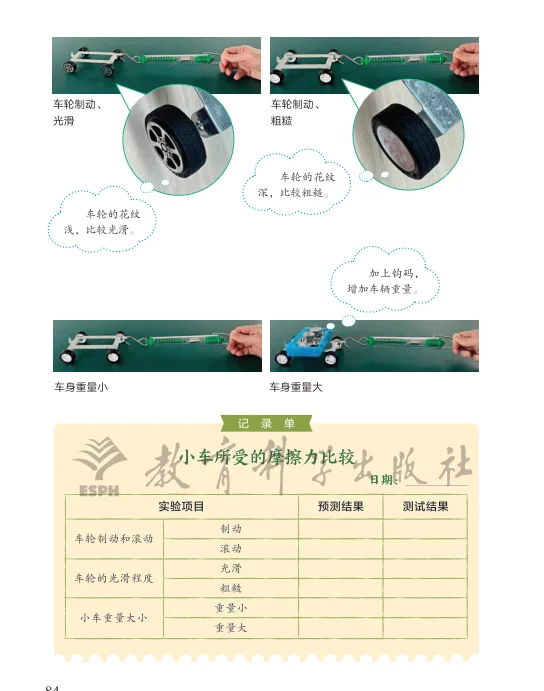 车轮制动、
光滑
车轮制动、
粗糙
车轮的花纹
深，比较粗糙。
车轮的花纹
浅，比较光滑。
加上钩码，
增加车辆重量。
车身重量小
车身重量大
记 录 单
小车所受的摩擦力比较
教育科学出版社
ESPH
日期：
实验项目 预测结果 测试结果
车轮制动和滚动
制动
滚动
车轮的光滑程度
光滑
粗糙
小车重量大小
重量小
重量大